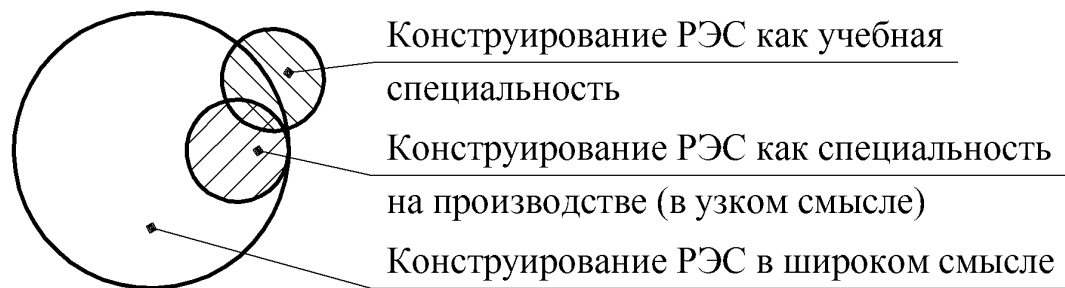 Конструирование РЭС как учебная
специальность
Конструирование РЭС как специальность
на производстве (в узком смысле)
Конструирование РЭС в широком смысле